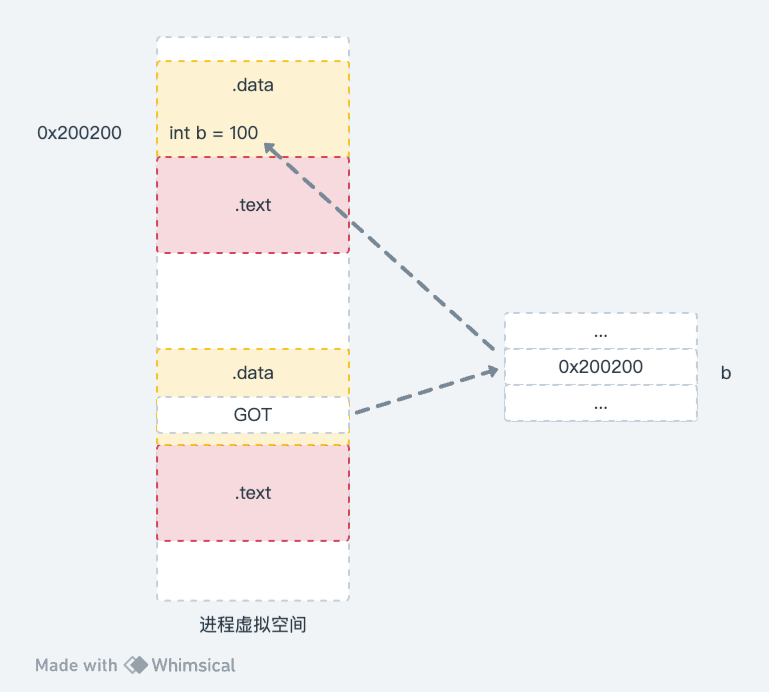 .data
0x200200
int b = 100
.text
...
0x200200
b
...
.data
GOT
.text
进程虚拟空间
Made with Whimsical